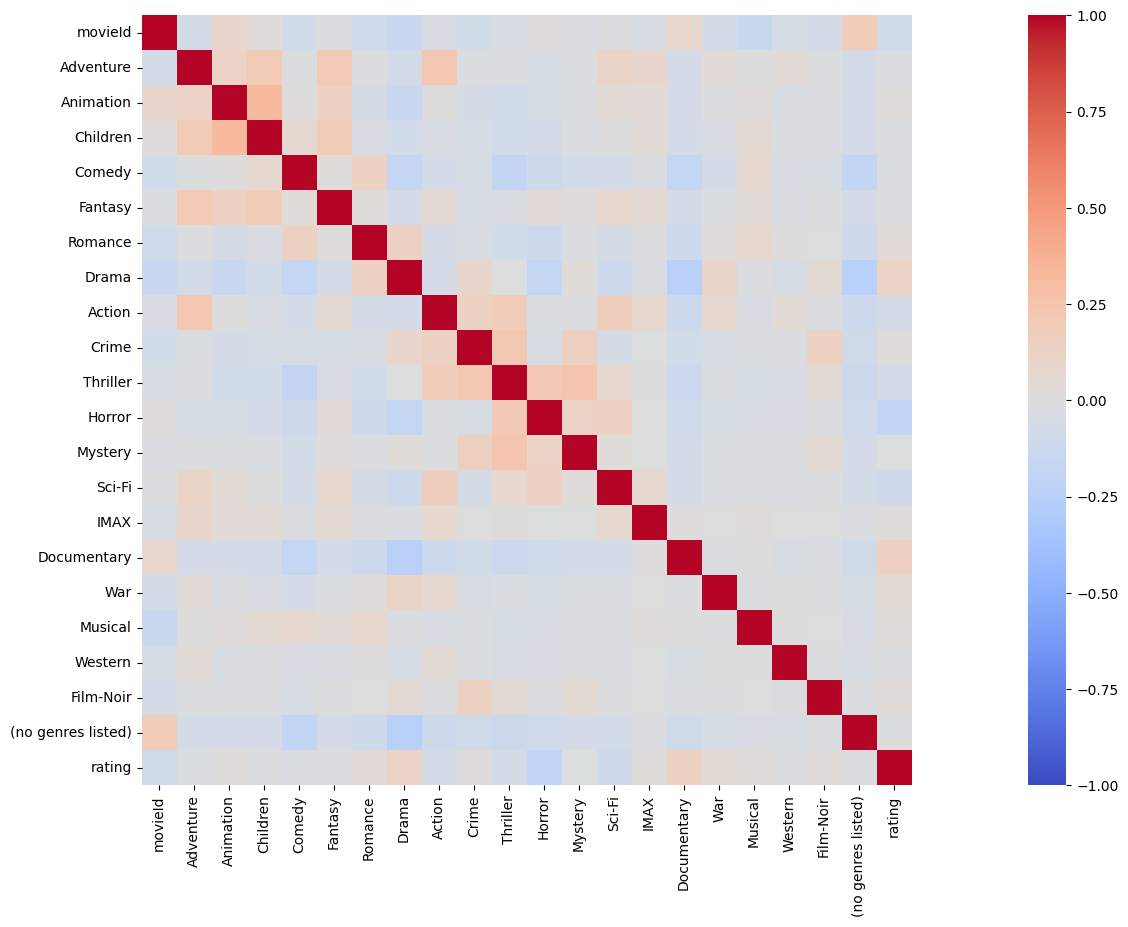 movieId
Adventure
Animation
Children
Comedy
Fantasy
Romance
Drama
Action
Crime
Thriller
Horror
Mystery
Sci-Fi
IMAX
Documentary
War
Musical
Western
Film-Noir
(no genres listed)
rating
movieId
Adventure
Animation
Children
Comedy
Fantasy
Romance
Drama
Action
Crime
Thriller
Horror
Mystery
Sci-Fi
IMAX
Documentary
War
Musical
Western
Film-Noir
(no genres listed)
rating
1.00
0.75
0.50
0.25
0.00
−0.25
−0.50
−0.75
−1.00